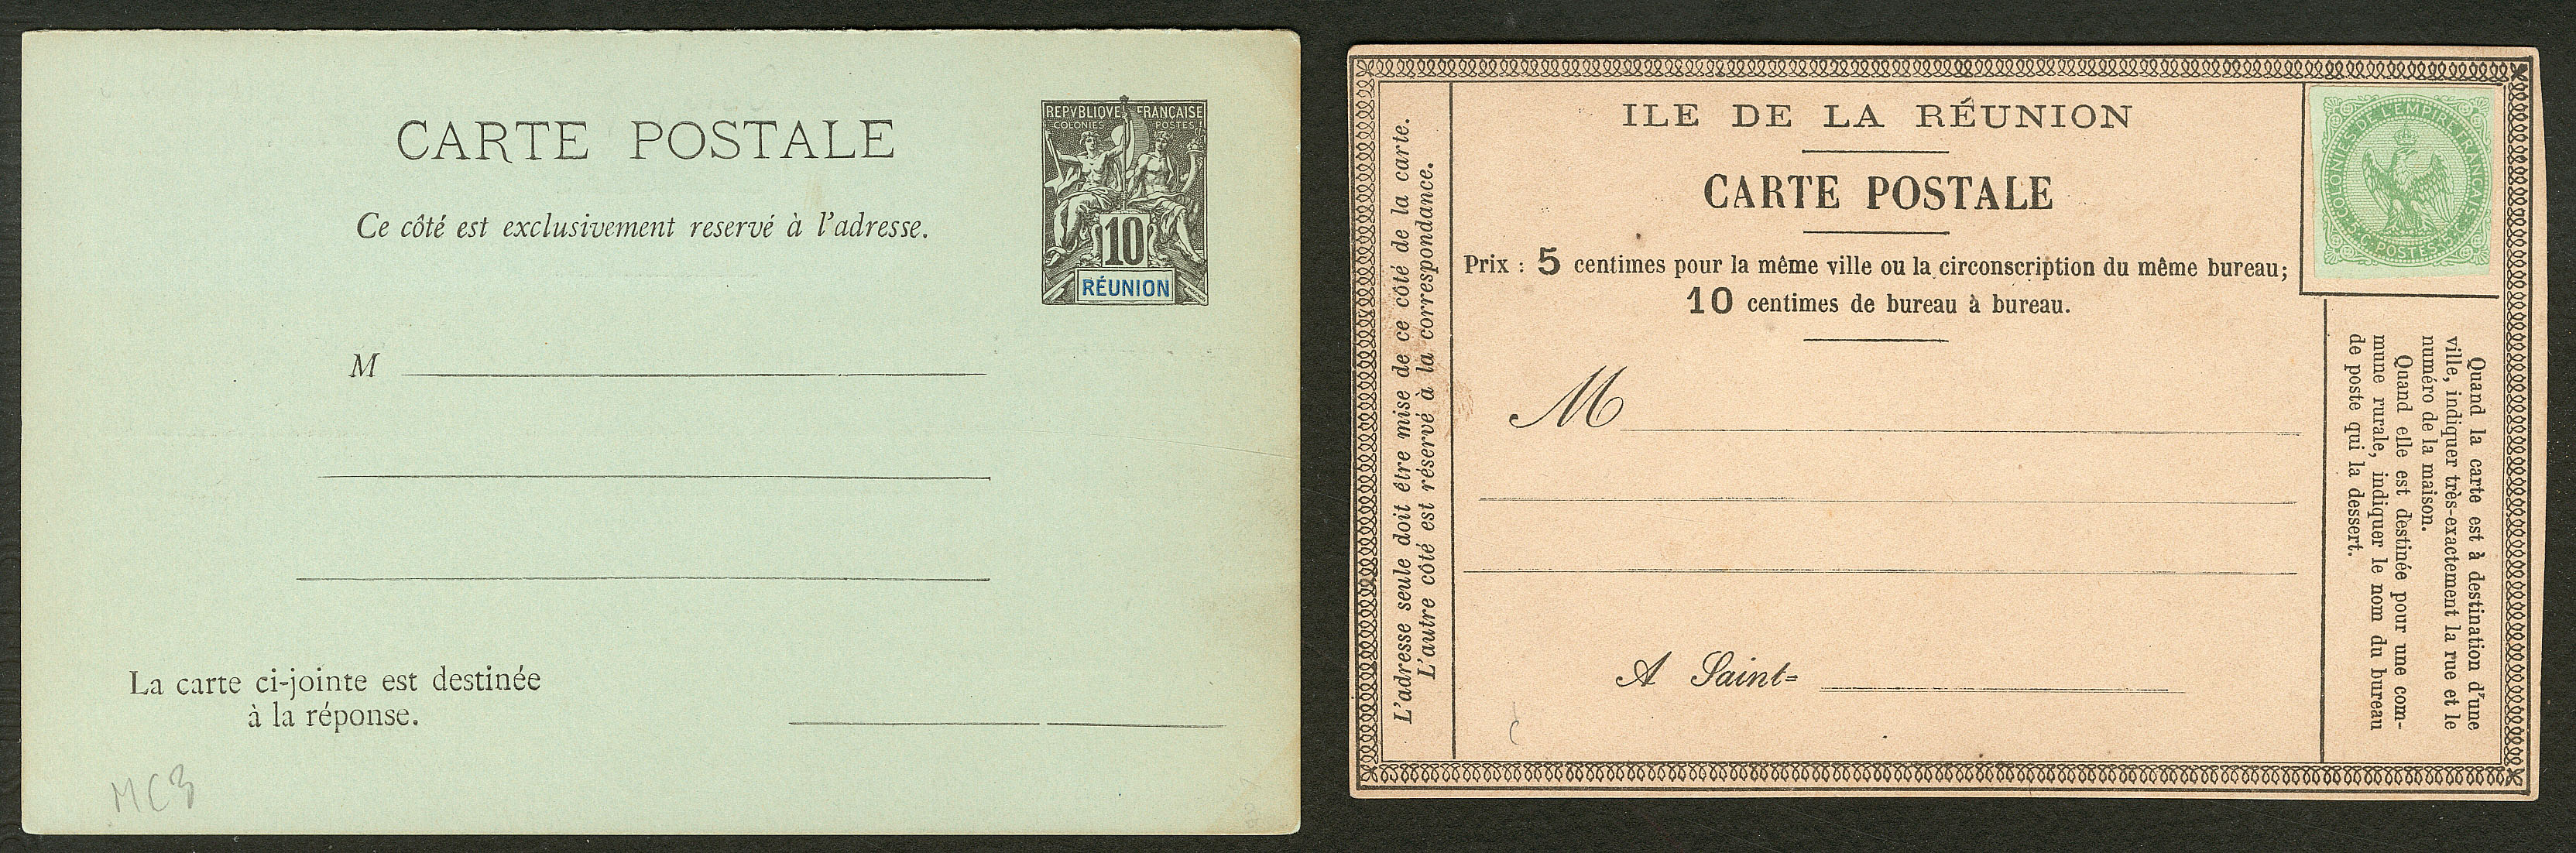 CARTE POSTALE
Ce côté est exclusivement reservé à l'adresse.
REPVBLIQVE FRANÇAISE
COLONIES POSTES
10
RÉUNION
M
La carte ci-jointe est destinée
à la réponse.
MC3
L'adresse seule doit être mise de ce côté de la carte.
L'autre côté est réservé à la correspondance.
ILE DE LA RÉUNION
CARTE POSTALE
Prix : 5 centimes pour la même ville ou la circonscription du même bureau;
10 centimes de bureau à bureau.
M
A Saint=
COLONIES DE L'EMPIRE FRANÇAIS
5.C. POSTES.5.C.
Quand la carte est à destination d'une
ville, indiquer très-exactement la rue et le
numéro de la maison.
Quand elle est destinée pour une com-
mune rurale, indiquer le nom du bureau
de poste qui la dessert.